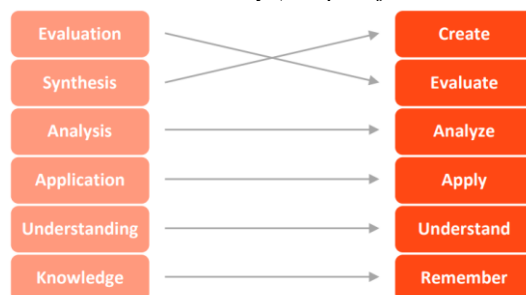 Evaluation
Create
Synthesis
Evaluate
Analysis
Analyze
Application
Apply
Understanding
Understand
Knowledge
Remember